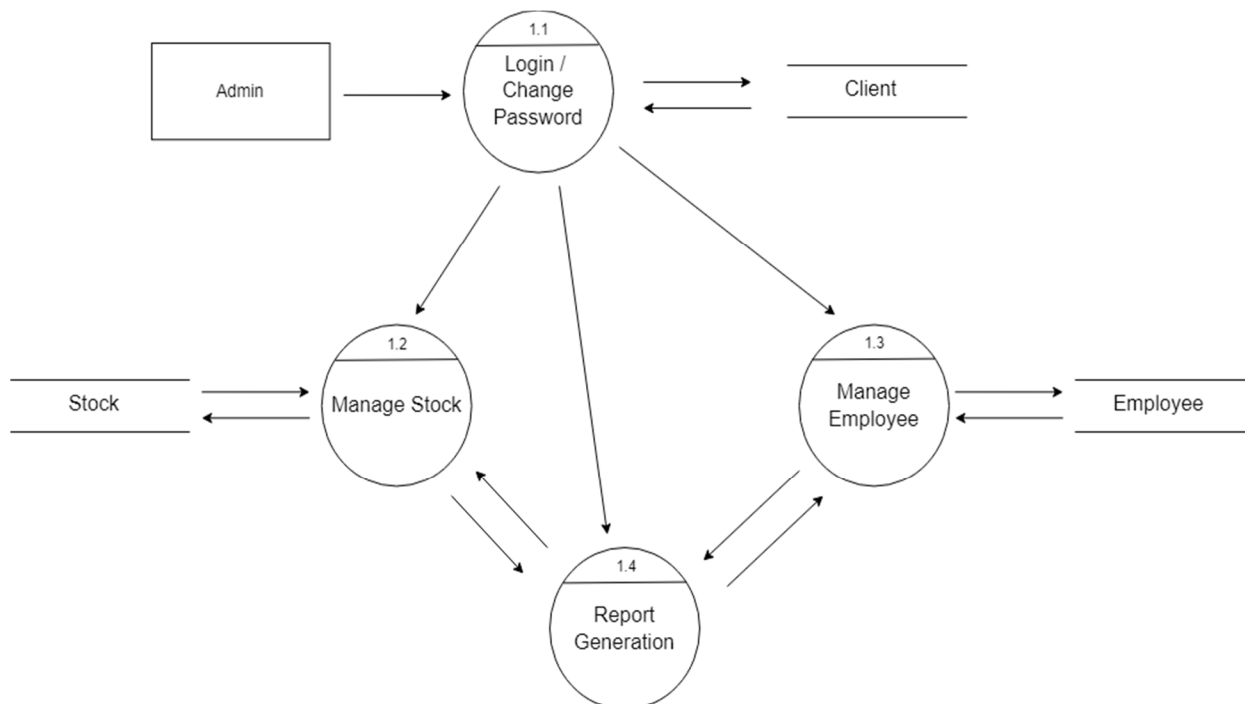 1.1
Login /
Change
Password
Admin
Client
1.2
Manage Stock
Stock
1.3
Manage
Employee
Employee
1.4
Report
Generation